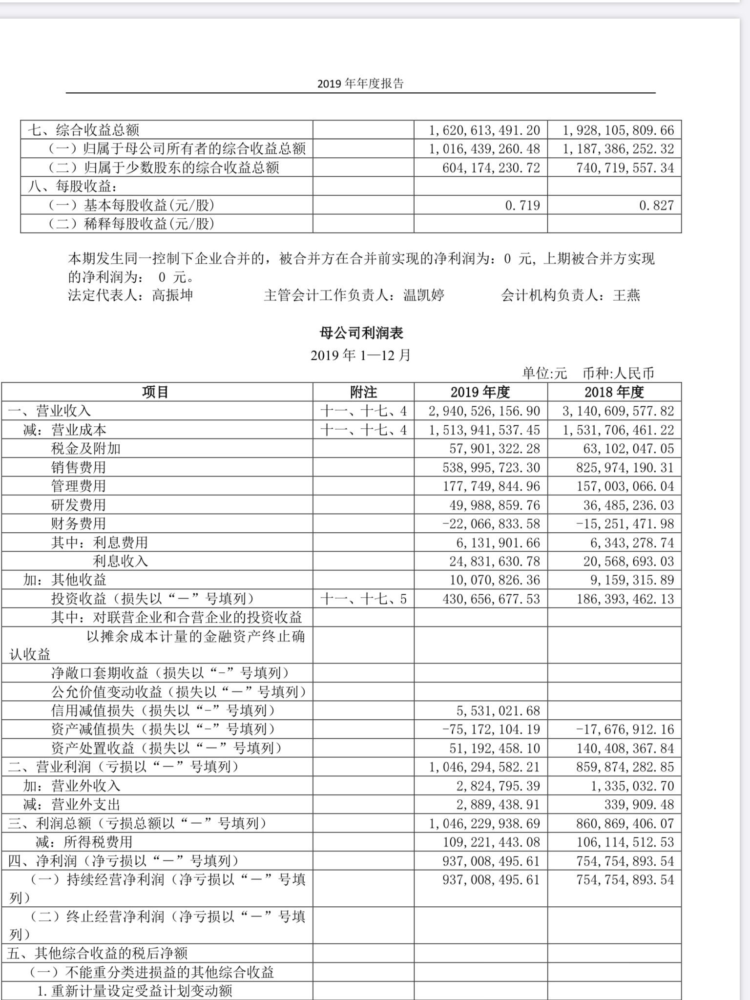 2019 年年度报告
七、综合收益总额 1,620,613,491.20 1,928,105,809.66
（一）归属于母公司所有者的综合收益总额 1,016,439,260.48 1,187,386,252.32
（二）归属于少数股东的综合收益总额 604,174,230.72 740,719,557.34
八、每股收益：
（一）基本每股收益(元/股) 0.719 0.827
（二）稀释每股收益(元/股)
本期发生同一控制下企业合并的，被合并方在合并前实现的净利润为：0 元, 上期被合并方实现
的净利润为： 0 元。
法定代表人：高振坤 主管会计工作负责人：温凯婷 会计机构负责人：王燕
母公司利润表
2019 年 1—12 月
单位:元 币种:人民币
项目 附注 2019 年度 2018 年度
一、营业收入 十一、十七、4 2,940,526,156.90 3,140,609,577.82
减：营业成本 十一、十七、4 1,513,941,537.45 1,531,706,461.22
税金及附加 57,901,322.28 63,102,047.05
销售费用 538,995,723.30 825,974,190.31
管理费用 177,749,844.96 157,003,066.04
研发费用 49,988,859.76 36,485,236.03
财务费用 -22,066,833.58 -15,251,471.98
其中：利息费用 6,131,901.66 6,343,278.74
利息收入 24,831,630.78 20,568,693.03
加：其他收益 10,070,826.36 9,159,315.89
投资收益（损失以“－”号填列） 十一、十七、5 430,656,677.53 186,393,462.13
其中：对联营企业和合营企业的投资收益
以摊余成本计量的金融资产终止确
认收益
净敞口套期收益（损失以“-”号填列）
公允价值变动收益（损失以“－”号填列）
信用减值损失（损失以“-”号填列） 5,531,021.68
资产减值损失（损失以“-”号填列） -75,172,104.19 -17,676,912.16
资产处置收益（损失以“－”号填列） 51,192,458.10 140,408,367.84
二、营业利润（亏损以“－”号填列） 1,046,294,582.21 859,874,282.85
加：营业外收入 2,824,795.39 1,335,032.70
减：营业外支出 2,889,438.91 339,909.48
三、利润总额（亏损总额以“－”号填列） 1,046,229,938.69 860,869,406.07
减：所得税费用 109,221,443.08 106,114,512.53
四、净利润（净亏损以“－”号填列） 937,008,495.61 754,754,893.54
（一）持续经营净利润（净亏损以“－”号填 937,008,495.61 754,754,893.54
列）
（二）终止经营净利润（净亏损以“－”号填
列）
五、其他综合收益的税后净额
（一）不能重分类进损益的其他综合收益
1.重新计量设定受益计划变动额